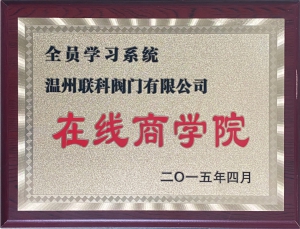 全员学习系统
温州联科阀门有限公司
在线商学院
二〇一五年四月